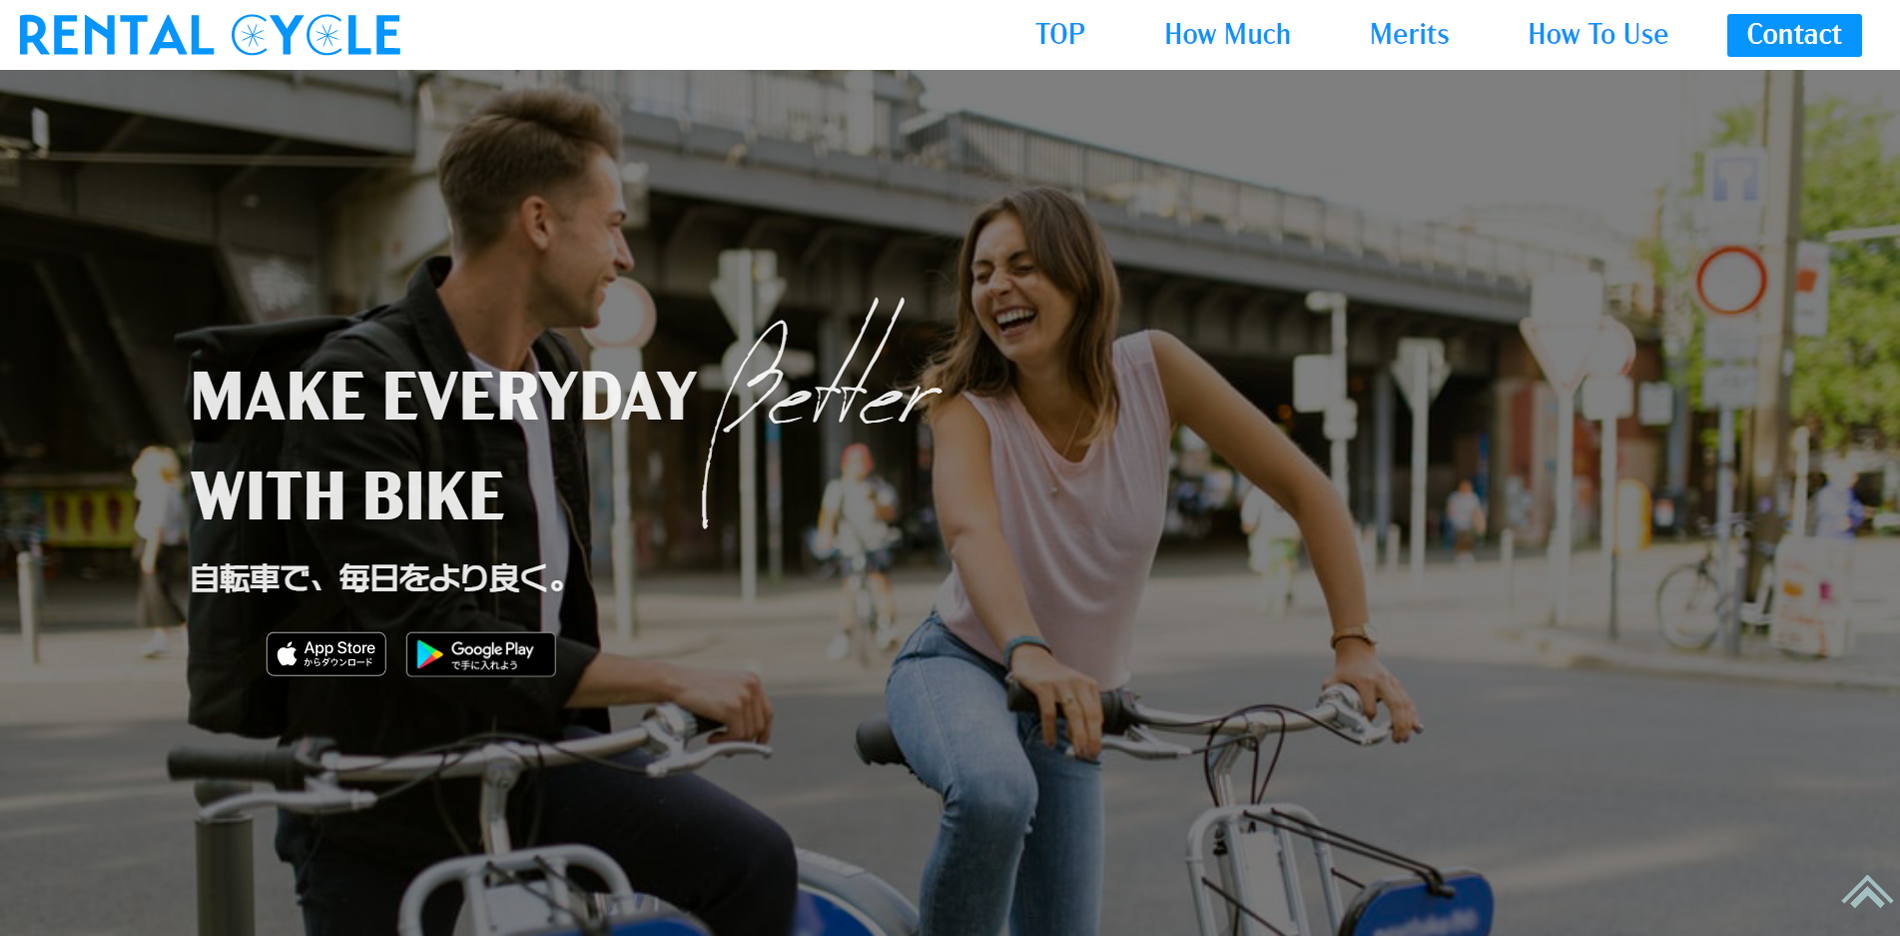 RENTAL CYCLE
TOP
How Much
Merits
How To Use
Contact
MAKE EVERYDAY Better
WITH BIKE
自転車で、毎日をより良く。
App Store
からダウンロード
Google Play
で手に入れよう